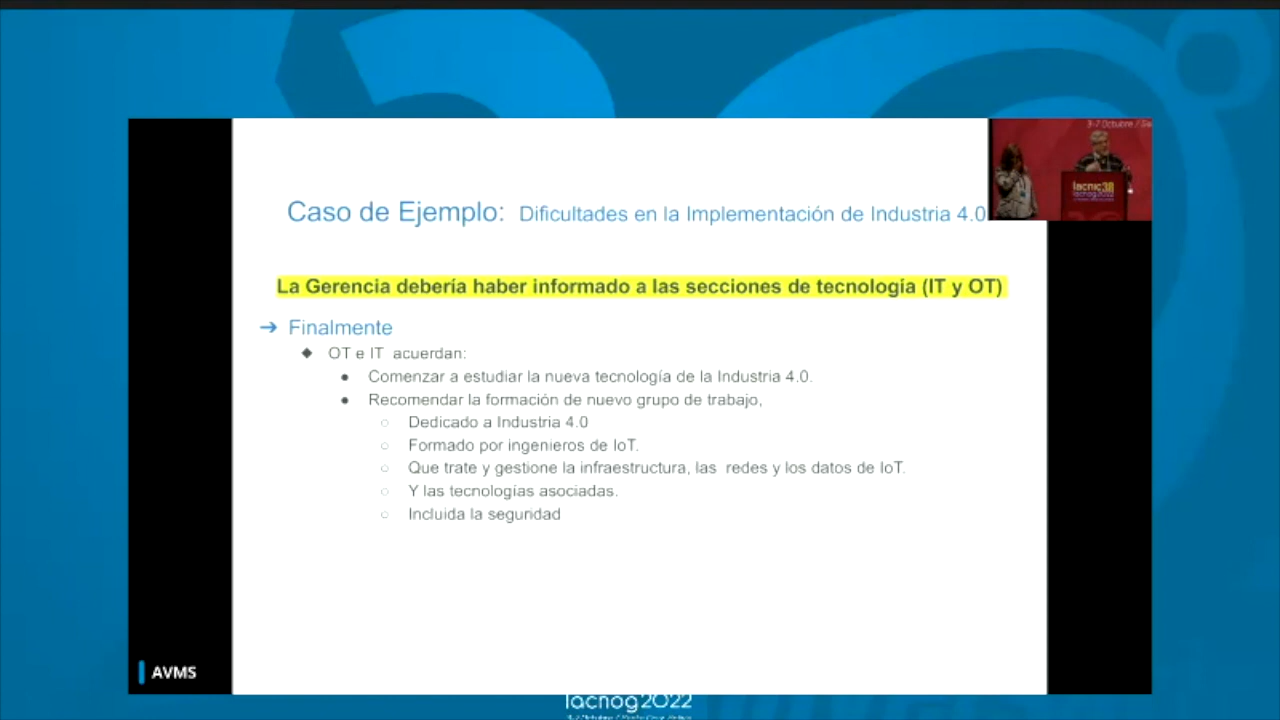 3-7 Octubre /
lacnic38
lacnog2022
Caso de Ejemplo: Dificultades en la Implementación de Industria 4.0
La Gerencia debería haber informado a las secciones de tecnología (IT y OT)
➔ Finalmente
◆ OT e IT acuerdan:
● Comenzar a estudiar la nueva tecnología de la Industria 4.0.
● Recomendar la formación de nuevo grupo de trabajo,
○ Dedicado a Industria 4.0
○ Formado por ingenieros de IoT.
○ Que trate y gestione la infraestructura, las redes y los datos de IoT.
○ Y las tecnologías asociadas.
○ Incluida la seguridad
AVMS
lacnog2022